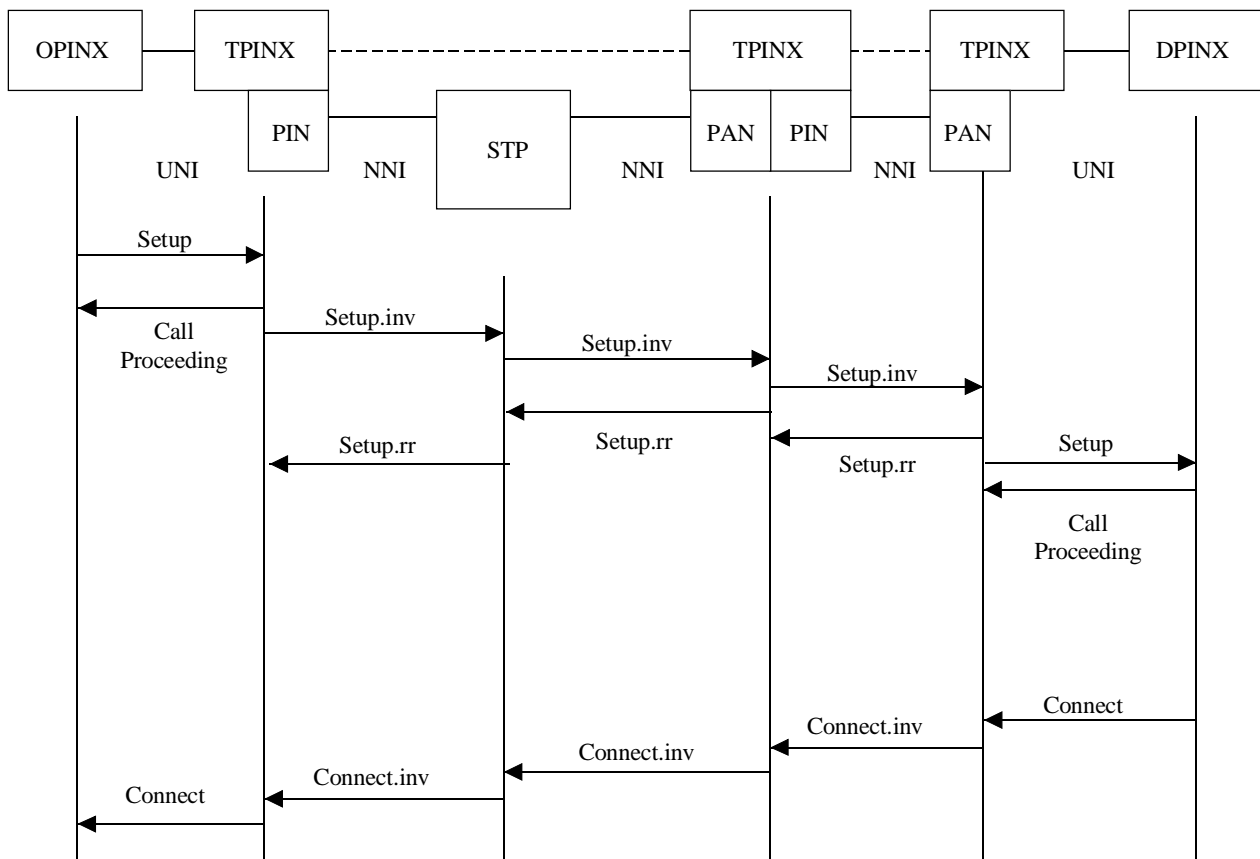 OPINX
TPINX
TPINX
TPINX
DPINX
PIN
STP
PAN
PIN
PAN
UNI
NNI
NNI
NNI
UNI
Setup
Call
Proceeding
Setup.inv
Setup.inv
Setup.inv
Setup.rr
Setup.rr
Setup.rr
Setup
Call
Proceeding
Connect
Connect.inv
Connect.inv
Connect.inv
Connect